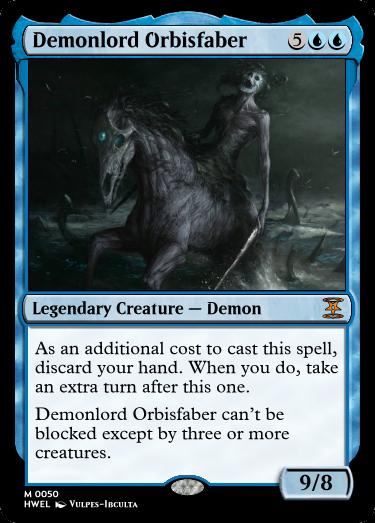 Demonlord Orbisfaber 5
Legendary Creature — Demon
As an additional cost to cast this spell,
discard your hand. When you do, take
an extra turn after this one.
Demonlord Orbisfaber can't be
blocked except by three or more
creatures.
9/8
M 0050
HWEL Vulpes-Ibculta